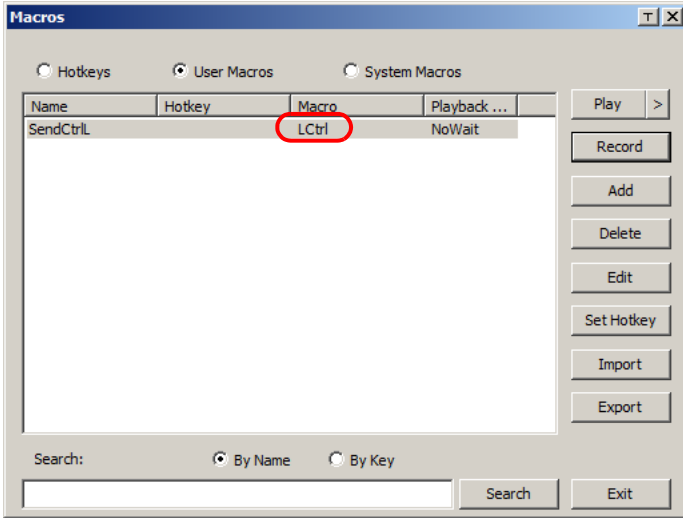 Macros
Hotkeys User Macros System Macros
Name Hotkey Macro Playback ... Play >
SendCtrlL LCtrl NoWait
Record
Add
Delete
Edit
Set Hotkey
Import
Export
Search: By Name By Key
Search Exit